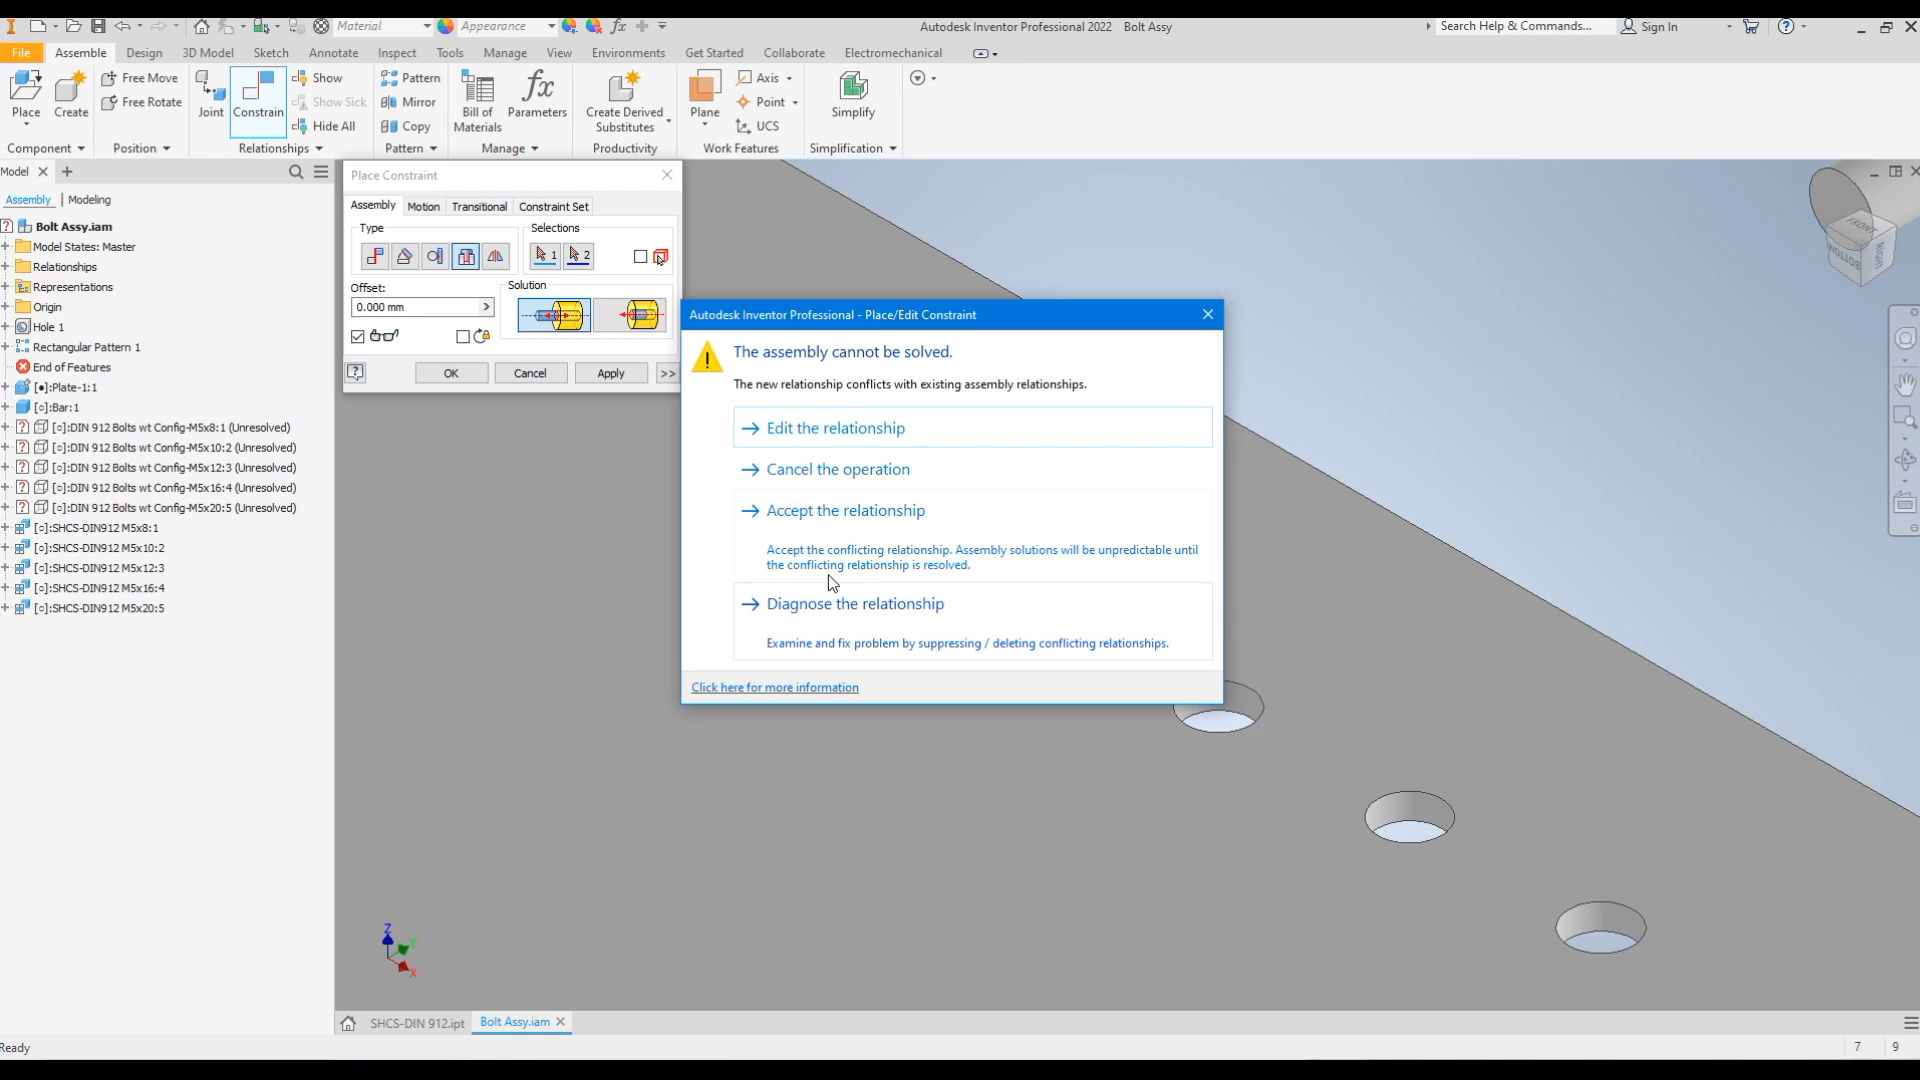 Material
Appearance
Autodesk Inventor Professional 2022 Bolt Assy
Search Help & Commands...
Sign In
File Assemble Design 3D Model Sketch Annotate Inspect Tools Manage View Environments Get Started Collaborate Electromechanical
Place
Create
Free Move
Free Rotate
Joint
Constrain
Show
Show Sick
Hide All
Pattern
Mirror
Copy
Bill of
Materials
fx
Parameters
Create Derived
Substitutes
Plane
Axis
Point
UCS
Simplify
Component
Position
Relationships
Pattern
Manage
Productivity
Work Features
Simplification
Model
Assembly | Modeling
Bolt Assy.iam
Model States: Master
Relationships
Representations
Origin
Hole 1
Rectangular Pattern 1
End of Features
[●]:Plate-1:1
[○]:Bar:1
[○]:DIN 912 Bolts wt Config-M5x8:1 (Unresolved)
[○]:DIN 912 Bolts wt Config-M5x10:2 (Unresolved)
[○]:DIN 912 Bolts wt Config-M5x12:3 (Unresolved)
[○]:DIN 912 Bolts wt Config-M5x16:4 (Unresolved)
[○]:DIN 912 Bolts wt Config-M5x20:5 (Unresolved)
[○]:SHCS-DIN912 M5x8:1
[○]:SHCS-DIN912 M5x10:2
[○]:SHCS-DIN912 M5x12:3
[○]:SHCS-DIN912 M5x16:4
[○]:SHCS-DIN912 M5x20:5
Place Constraint
Assembly Motion Transitional Constraint Set
Type
Selections
1
2
Offset:
0.000 mm
Solution
OK
Cancel
Apply
>>
Autodesk Inventor Professional - Place/Edit Constraint
The assembly cannot be solved.
The new relationship conflicts with existing assembly relationships.
Edit the relationship
Cancel the operation
Accept the relationship
Accept the conflicting relationship. Assembly solutions will be unpredictable until
the conflicting relationship is resolved.
Diagnose the relationship
Examine and fix problem by suppressing / deleting conflicting relationships.
Click here for more information
FRONT
RIGHT
BOTTOM
Z
Y
X
SHCS-DIN 912.ipt
Bolt Assy.iam
Ready
7
9